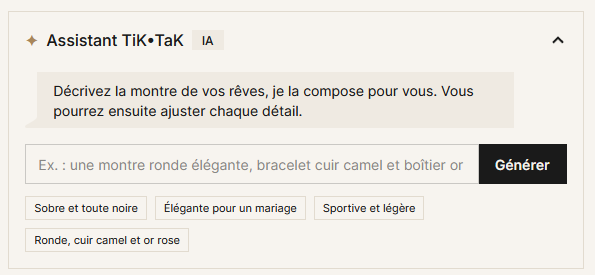 Assistant TiK•TaK IA
Décrivez la montre de vos rêves, je la compose pour vous. Vous
pourrez ensuite ajuster chaque détail.
Ex. : une montre ronde élégante, bracelet cuir camel et boîtier or
Générer
Sobre et toute noire
Élégante pour un mariage
Sportive et légère
Ronde, cuir camel et or rose